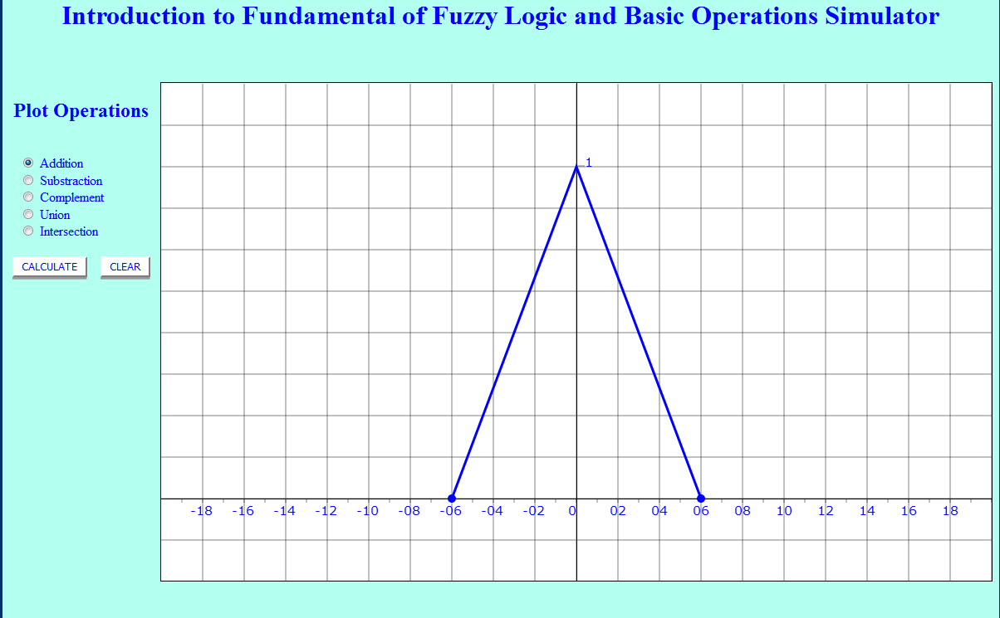 Introduction to Fundamental of Fuzzy Logic and Basic Operations Simulator
Plot Operations
Addition
Substraction
Complement
Union
Intersection
CALCULATE CLEAR
1
-18 -16 -14 -12 -10 -08 -06 -04 -02 0 02 04 06 08 10 12 14 16 18